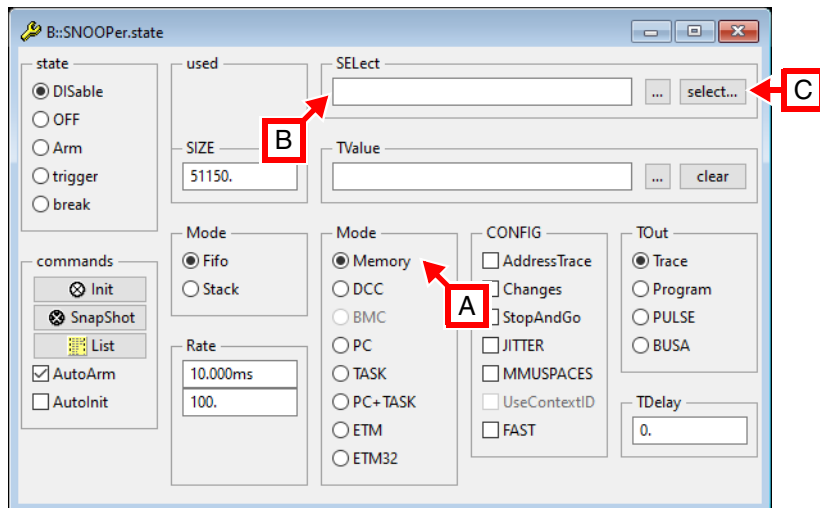 B::SNOOPer.state
state
DISable
OFF
Arm
trigger
break
used
SIZE
51150.
SELect
...
select...
B
C
TValue
...
clear
commands
Init
SnapShot
List
AutoArm
AutoInit
Mode
Fifo
Stack
Rate
10.000ms
100.
Mode
Memory
DCC
BMC
PC
TASK
PC+TASK
ETM
ETM32
A
CONFIG
AddressTrace
Changes
StopAndGo
JITTER
MMUSPACES
UseContextID
FAST
TOut
Trace
Program
PULSE
BUSA
TDelay
0.